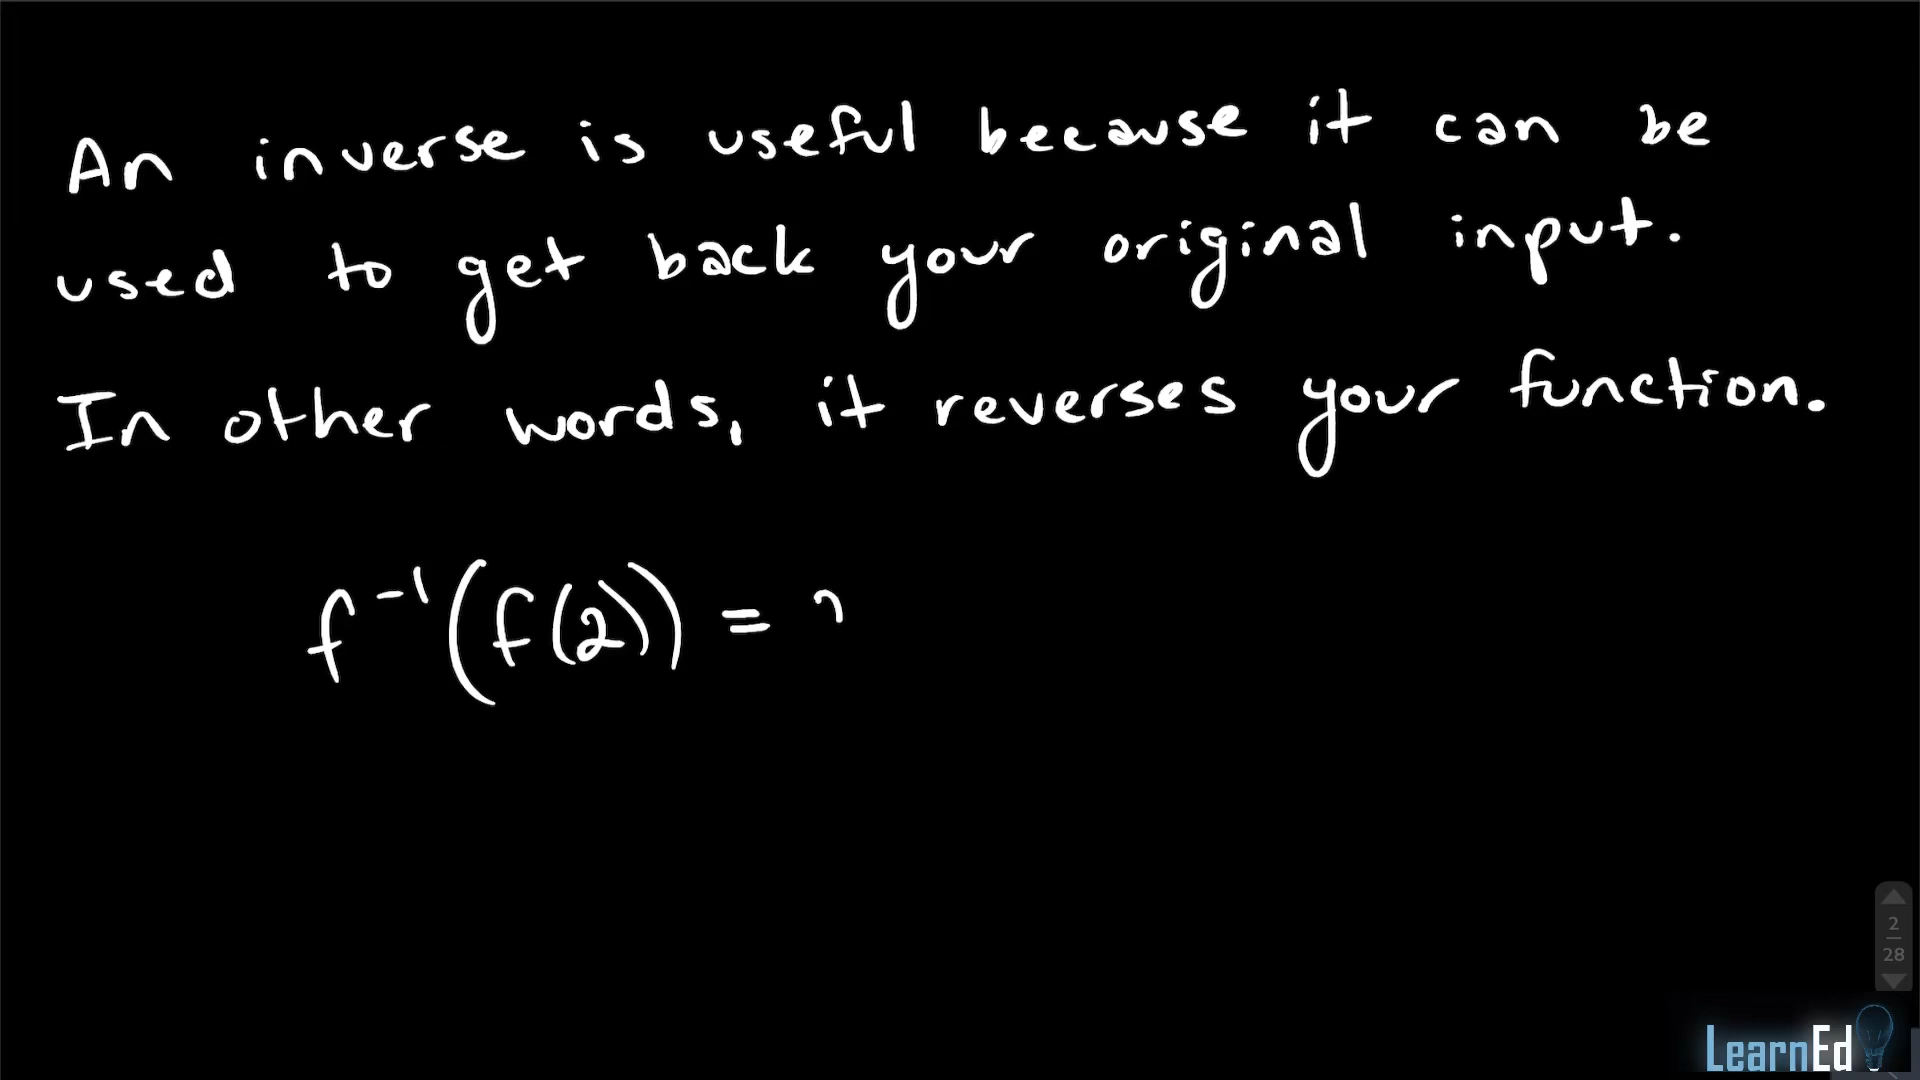 An inverse is useful because it can be
used to get back your original input.
In other words, it reverses your function.
f⁻¹(f(2)) =
2
28
LearnEd